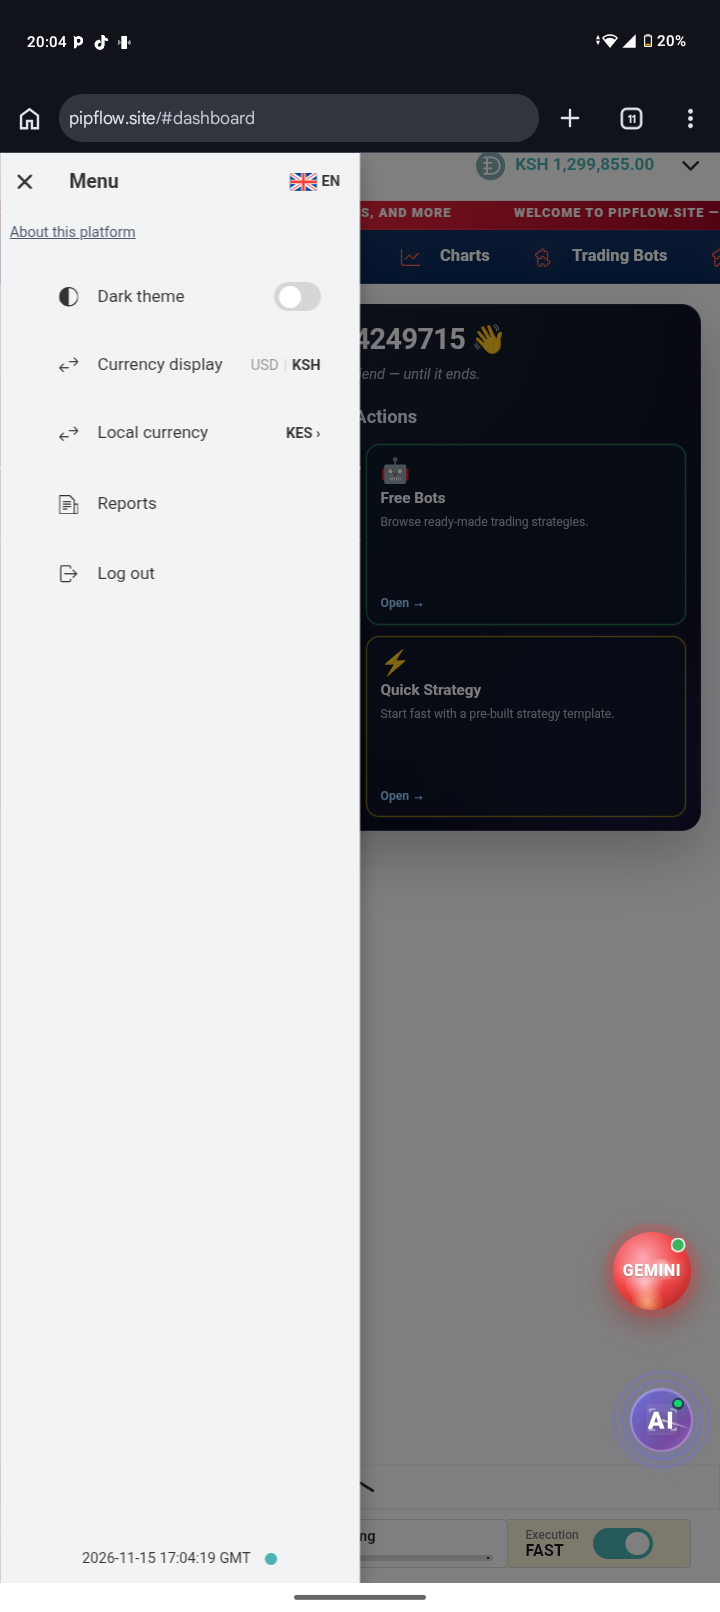 20:04
20%
pipflow.site/#dashboard
11
Menu
EN
KSH 1,299,855.00
S, AND MORE WELCOME TO PIPFLOW.SITE –
About this platform
Charts
Trading Bots
Dark theme
4249715 👋
iend — until it ends.
Currency display USD | KSH
Actions
Local currency KES ›
Free Bots
Browse ready-made trading strategies.
Reports
Log out
Open →
Quick Strategy
Start fast with a pre-built strategy template.
Open →
GEMINI
AI
ng
Execution
FAST
2026-11-15 17:04:19 GMT